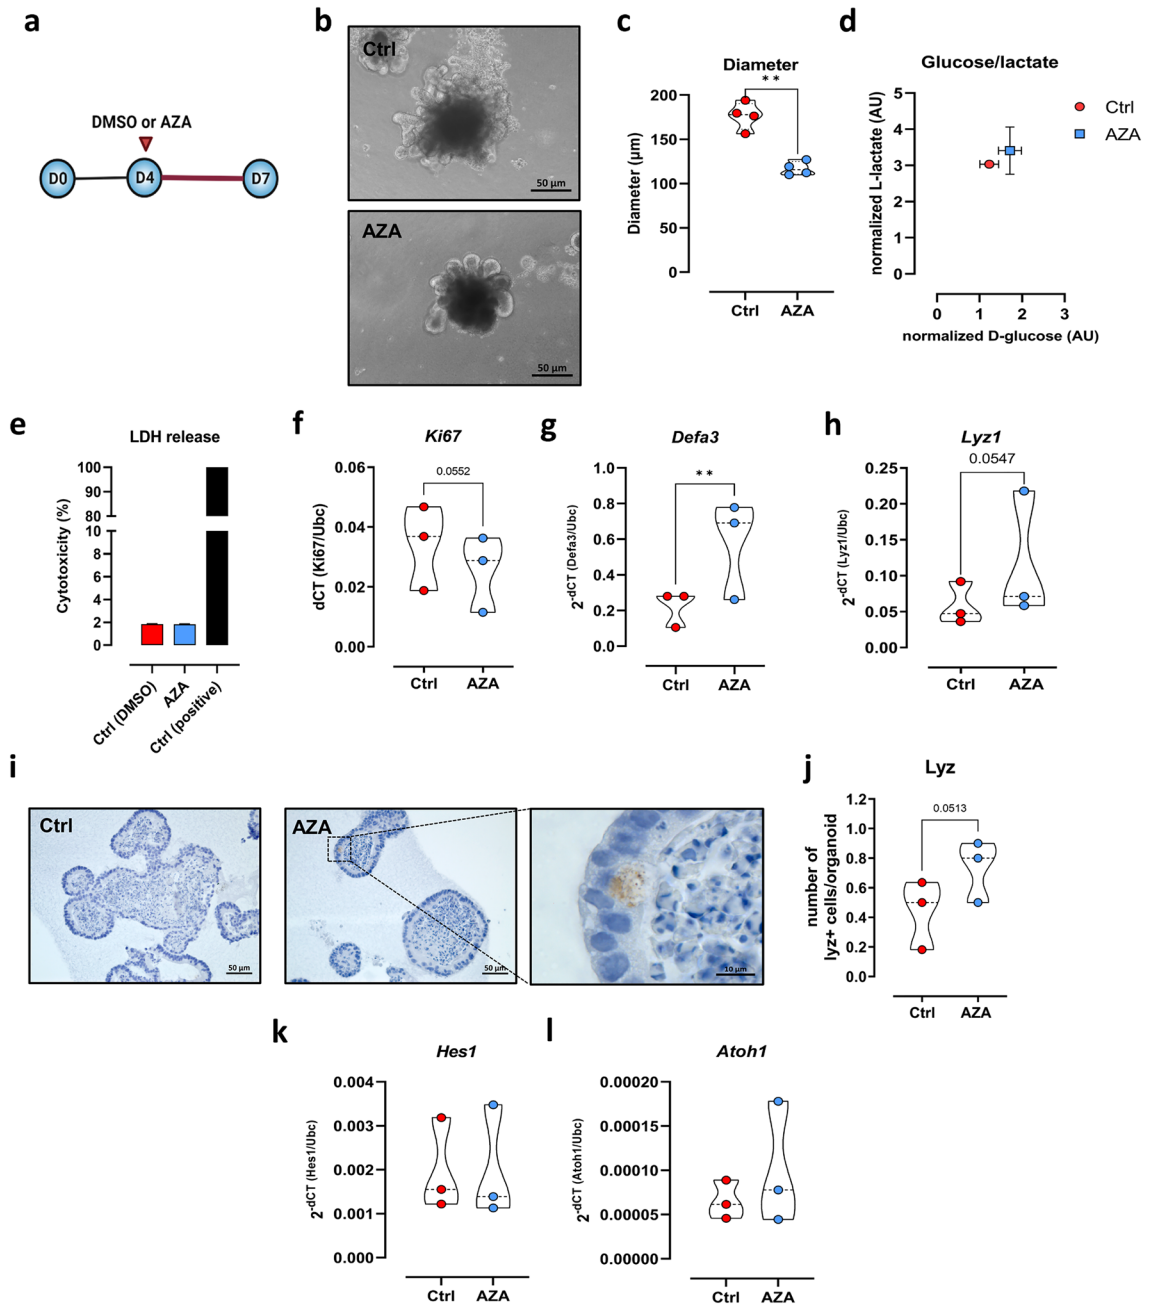 a
DMSO or AZA
D0
D4
D7
b
Ctrl
50 µm
AZA
50 µm
c
Diameter
**
Diameter (µm)
200
150
100
50
0
Ctrl
AZA
d
Glucose/lactate
normalized L-lactate (AU)
5
4
3
2
1
0
0
1
2
3
normalized D-glucose (AU)
Ctrl
AZA
e
LDH release
Cytotoxicity (%)
100
90
80
10
8
6
4
2
0
Ctrl (DMSO)
AZA
Ctrl (positive)
f
Ki67
0.0552
dCT (Ki67/Ubc)
0.06
0.04
0.02
0.00
Ctrl
AZA
g
Defa3
**
2-dCT (Defa3/Ubc)
1.0
0.8
0.6
0.4
0.2
0.0
Ctrl
AZA
h
Lyz1
0.0547
2-dCT (Lyz1/Ubc)
0.25
0.20
0.15
0.10
0.05
0.00
Ctrl
AZA
i
Ctrl
50 µm
AZA
50 µm
10 µm
j
Lyz
0.0513
number of
lyz+ cells/organoid
1.2
1.0
0.8
0.6
0.4
0.2
0.0
Ctrl
AZA
k
Hes1
2-dCT (Hes1/Ubc)
0.004
0.003
0.002
0.001
0.000
Ctrl
AZA
l
Atoh1
2-dCT (Atoh1/Ubc)
0.00020
0.00015
0.00010
0.00005
0.00000
Ctrl
AZA